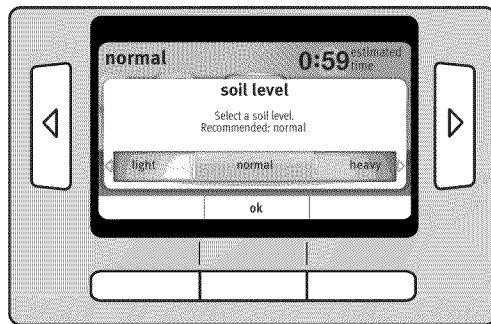 normal 0:59 estimated time
soil level
Select a soil level.
Recommended: normal
light normal heavy
ok